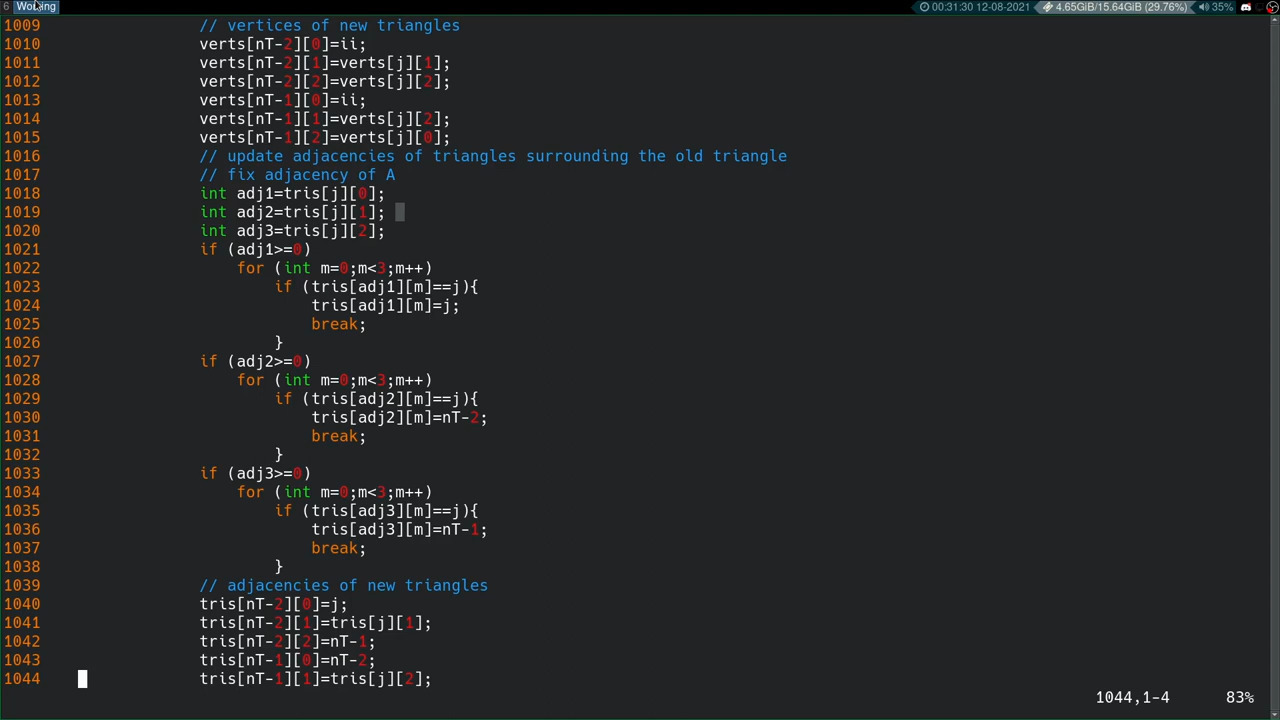 6 Working 00:31:30 12-08-2021 4.65GiB/15.64GiB (29.76%) 35%
1009 // vertices of new triangles
1010 verts[nT-2][0]=ii;
1011 verts[nT-2][1]=verts[j][1];
1012 verts[nT-2][2]=verts[j][2];
1013 verts[nT-1][0]=ii;
1014 verts[nT-1][1]=verts[j][2];
1015 verts[nT-1][2]=verts[j][0];
1016 // update adjacencies of triangles surrounding the old triangle
1017 // fix adjacency of A
1018 int adj1=tris[j][0];
1019 int adj2=tris[j][1];
1020 int adj3=tris[j][2];
1021 if (adj1>=0)
1022 for (int m=0;m<3;m++)
1023 if (tris[adj1][m]==j){
1024 tris[adj1][m]=j;
1025 break;
1026 }
1027 if (adj2>=0)
1028 for (int m=0;m<3;m++)
1029 if (tris[adj2][m]==j){
1030 tris[adj2][m]=nT-2;
1031 break;
1032 }
1033 if (adj3>=0)
1034 for (int m=0;m<3;m++)
1035 if (tris[adj3][m]==j){
1036 tris[adj3][m]=nT-1;
1037 break;
1038 }
1039 // adjacencies of new triangles
1040 tris[nT-2][0]=j;
1041 tris[nT-2][1]=tris[j][1];
1042 tris[nT-2][2]=nT-1;
1043 tris[nT-1][0]=nT-2;
1044 tris[nT-1][1]=tris[j][2];
1044,1-4 83%